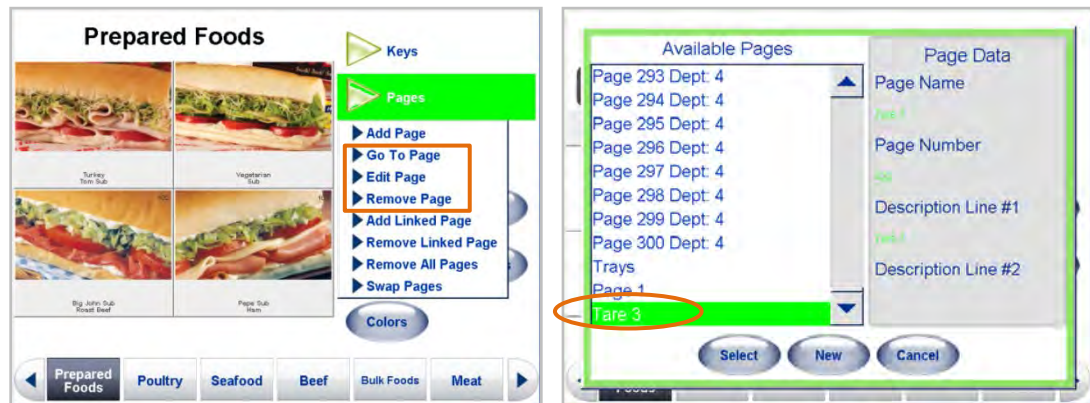 Prepared Foods
Keys
Pages
Add Page
Go To Page
Edit Page
Remove Page
Add Linked Page
Remove Linked Page
Remove All Pages
Swap Pages
Colors
Turkey
Tom Sub
Vegetarian
Sub
Big John Sub
Roast Beef
Pepe Sub
Ham
Prepared
Foods
Poultry
Seafood
Beef
Bulk Foods
Meat
Available Pages
Page 293 Dept: 4
Page 294 Dept: 4
Page 295 Dept: 4
Page 296 Dept: 4
Page 297 Dept: 4
Page 298 Dept: 4
Page 299 Dept: 4
Page 300 Dept: 4
Trays
Page 1
Tare 3
Page Data
Page Name
Page Number
Description Line #1
Description Line #2
Select
New
Cancel